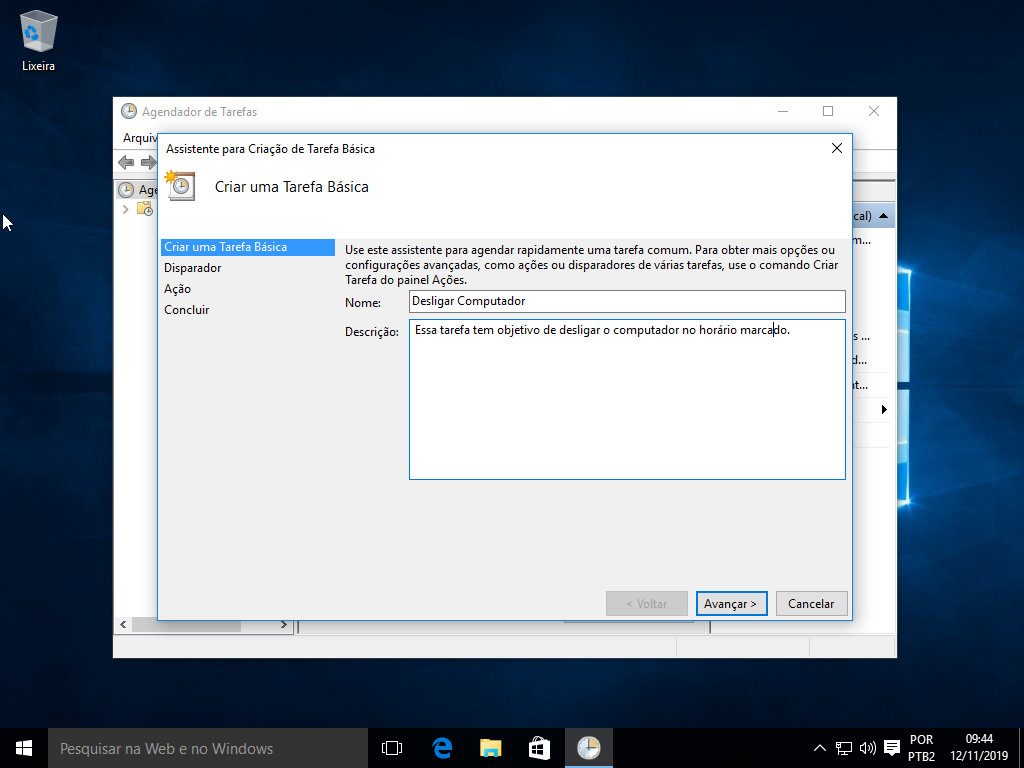 Lixeira
Agendador de Tarefas
Arquiv
Assistente para Criação de Tarefa Básica
Criar uma Tarefa Básica
Age
cal)
m...
Criar uma Tarefa Básica
Disparador
Ação
Concluir
Use este assistente para agendar rapidamente uma tarefa comum. Para obter mais opções ou
configurações avançadas, como ações ou disparadores de várias tarefas, use o comando Criar
Tarefa do painel Ações.
Nome:
Desligar Computador
Descrição:
Essa tarefa tem objetivo de desligar o computador no horário marcado.
s ...
d...
t...
< Voltar
Avançar >
Cancelar
Pesquisar na Web e no Windows
POR
PTB2
09:44
12/11/2019